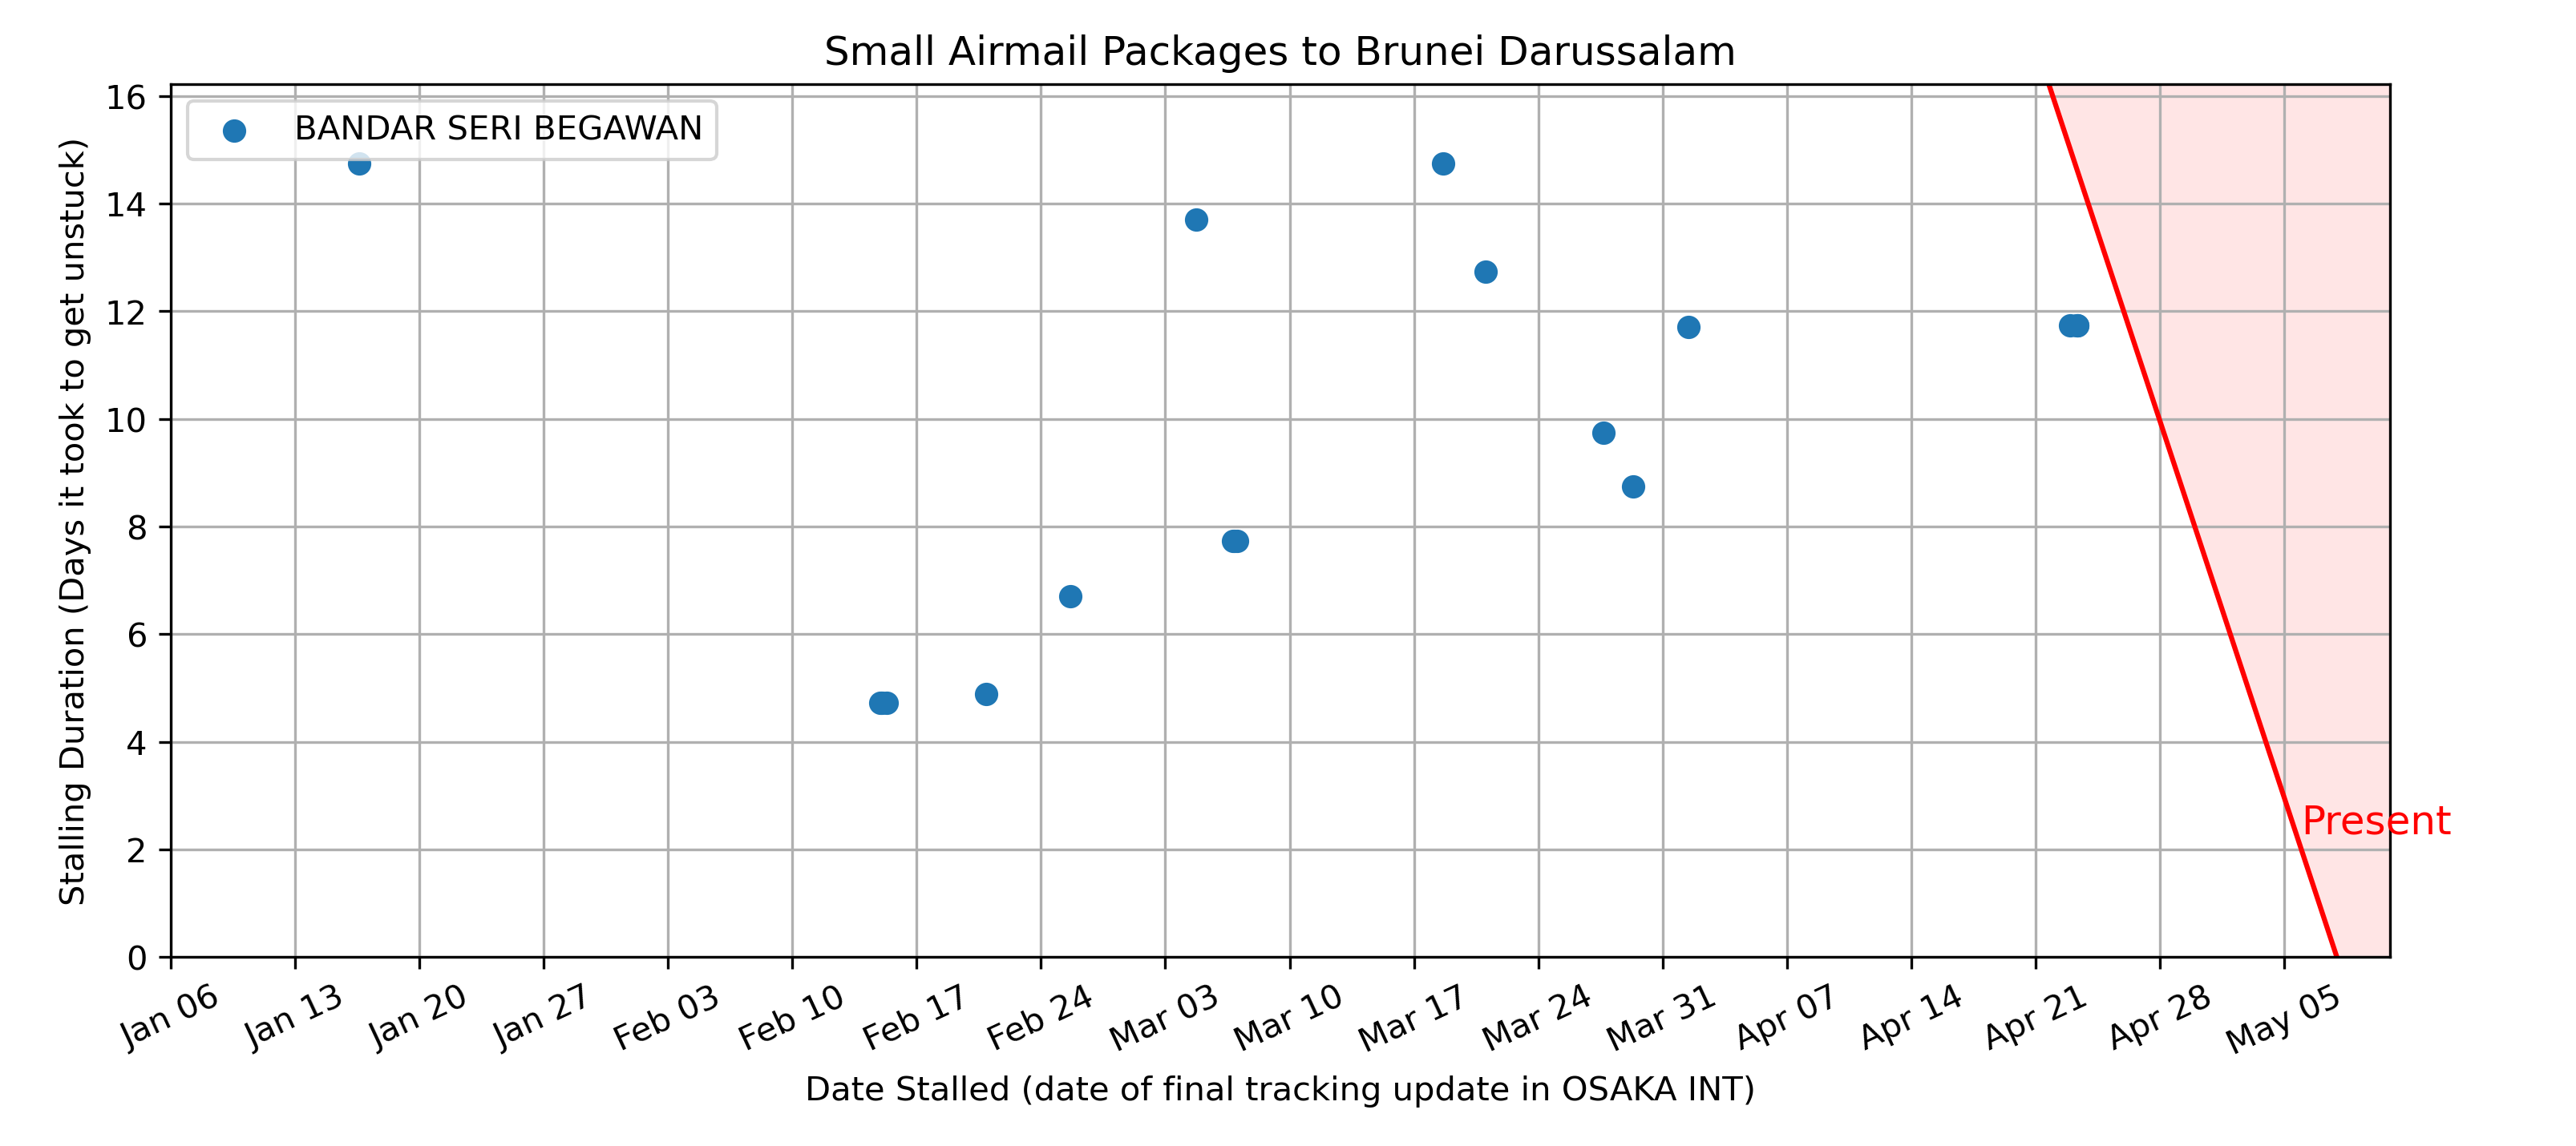 Small Airmail Packages to Brunei Darussalam
BANDAR SERI BEGAWAN
Stalling Duration (Days it took to get unstuck)
16
14
12
10
8
6
4
2
0
Present
Jan 06 Jan 13 Jan 20 Jan 27 Feb 03 Feb 10 Feb 17 Feb 24 Mar 03 Mar 10 Mar 17 Mar 24 Mar 31 Apr 07 Apr 14 Apr 21 Apr 28 May 05
Date Stalled (date of final tracking update in OSAKA INT)